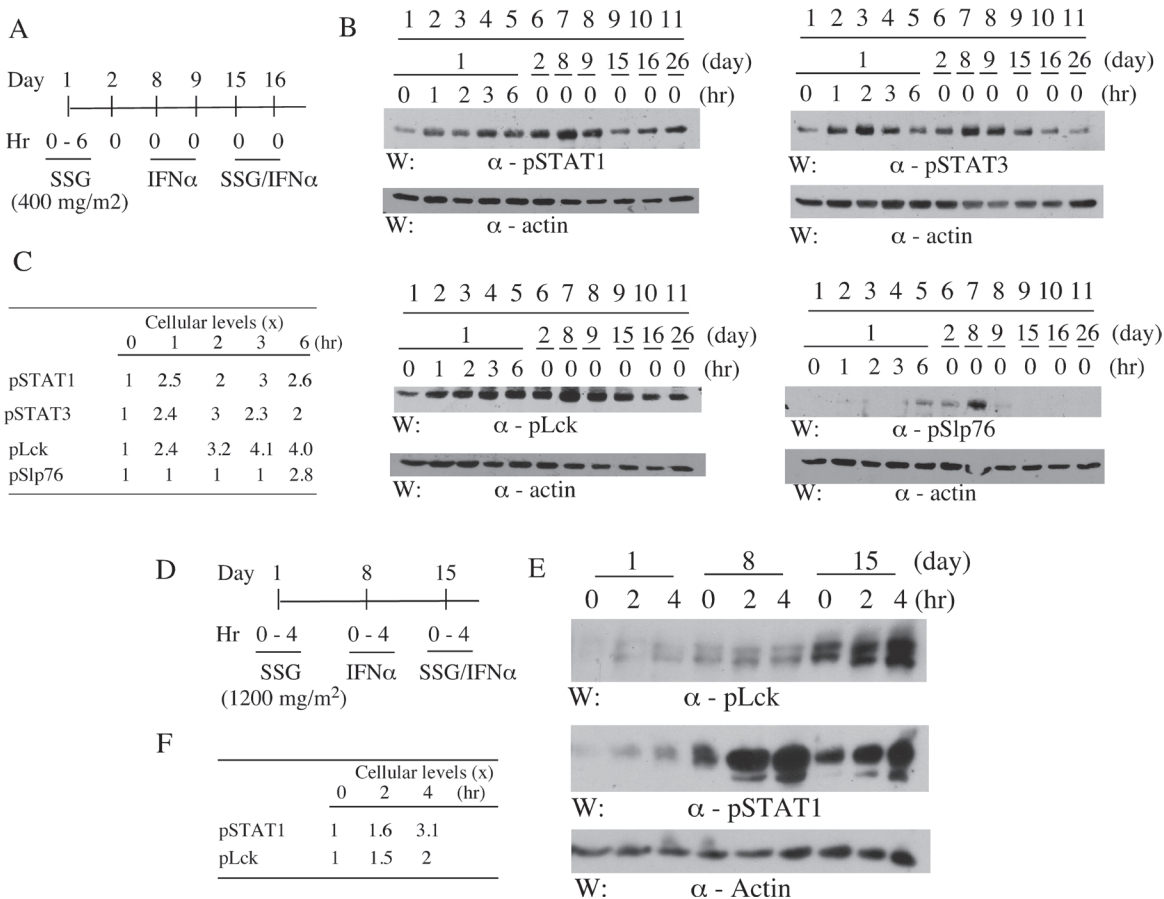 A
Day 1 2 8 9 15 16
Hr 0 - 6 0 0 0 0 0
SSG IFNα SSG/IFNα
(400 mg/m2)
B
1 2 3 4 5 6 7 8 9 10 11
1 2 8 9 15 16 26 (day)
0 1 2 3 6 0 0 0 0 0 0 (hr)
W: α - pSTAT1
W: α - actin
1 2 3 4 5 6 7 8 9 10 11
1 2 8 9 15 16 26 (day)
0 1 2 3 6 0 0 0 0 0 0 (hr)
W: α - pSTAT3
W: α - actin
C
Cellular levels (x)
0 1 2 3 6 (hr)
pSTAT1 1 2.5 2 3 2.6
pSTAT3 1 2.4 3 2.3 2
pLck 1 2.4 3.2 4.1 4.0
pSlp76 1 1 1 1 2.8
1 2 3 4 5 6 7 8 9 10 11
1 2 8 9 15 16 26 (day)
0 1 2 3 6 0 0 0 0 0 0 (hr)
W: α - pLck
W: α - actin
1 2 3 4 5 6 7 8 9 10 11
1 2 8 9 15 16 26 (day)
0 1 2 3 6 0 0 0 0 0 0 (hr)
W: α - pSlp76
W: α - actin
D
Day 1 8 15
Hr 0 - 4 0 - 4 0 - 4
SSG IFNα SSG/IFNα
(1200 mg/m²)
E
1 8 15 (day)
0 2 4 0 2 4 0 2 4 (hr)
W: α - pLck
W: α - pSTAT1
W: α - Actin
F
Cellular levels (x)
0 2 4 (hr)
pSTAT1 1 1.6 3.1
pLck 1 1.5 2